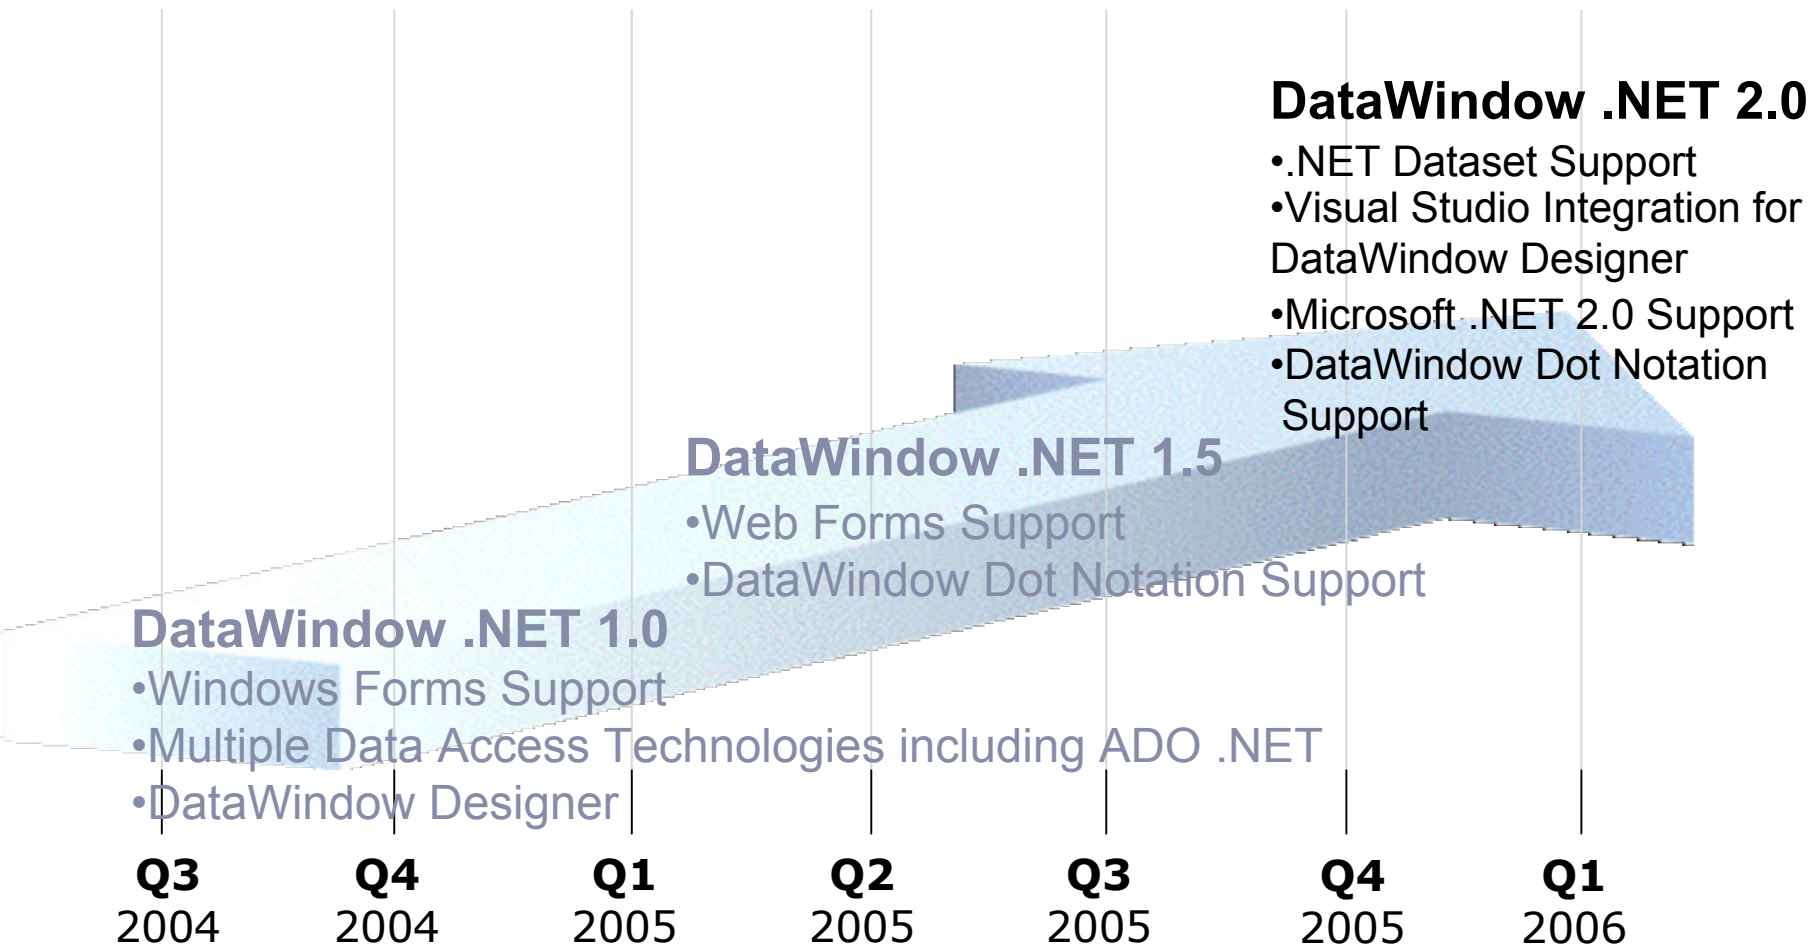 DataWindow .NET 2.0
•.NET Dataset Support
•Visual Studio Integration for
DataWindow Designer
•Microsoft .NET 2.0 Support
•DataWindow Dot Notation
Support
DataWindow .NET 1.5
•Web Forms Support
•DataWindow Dot Notation Support
DataWindow .NET 1.0
•Windows Forms Support
•Multiple Data Access Technologies including ADO .NET
•DataWindow Designer
Q3 Q4 Q1 Q2 Q3 Q4 Q1
2004 2004 2005 2005 2005 2005 2006